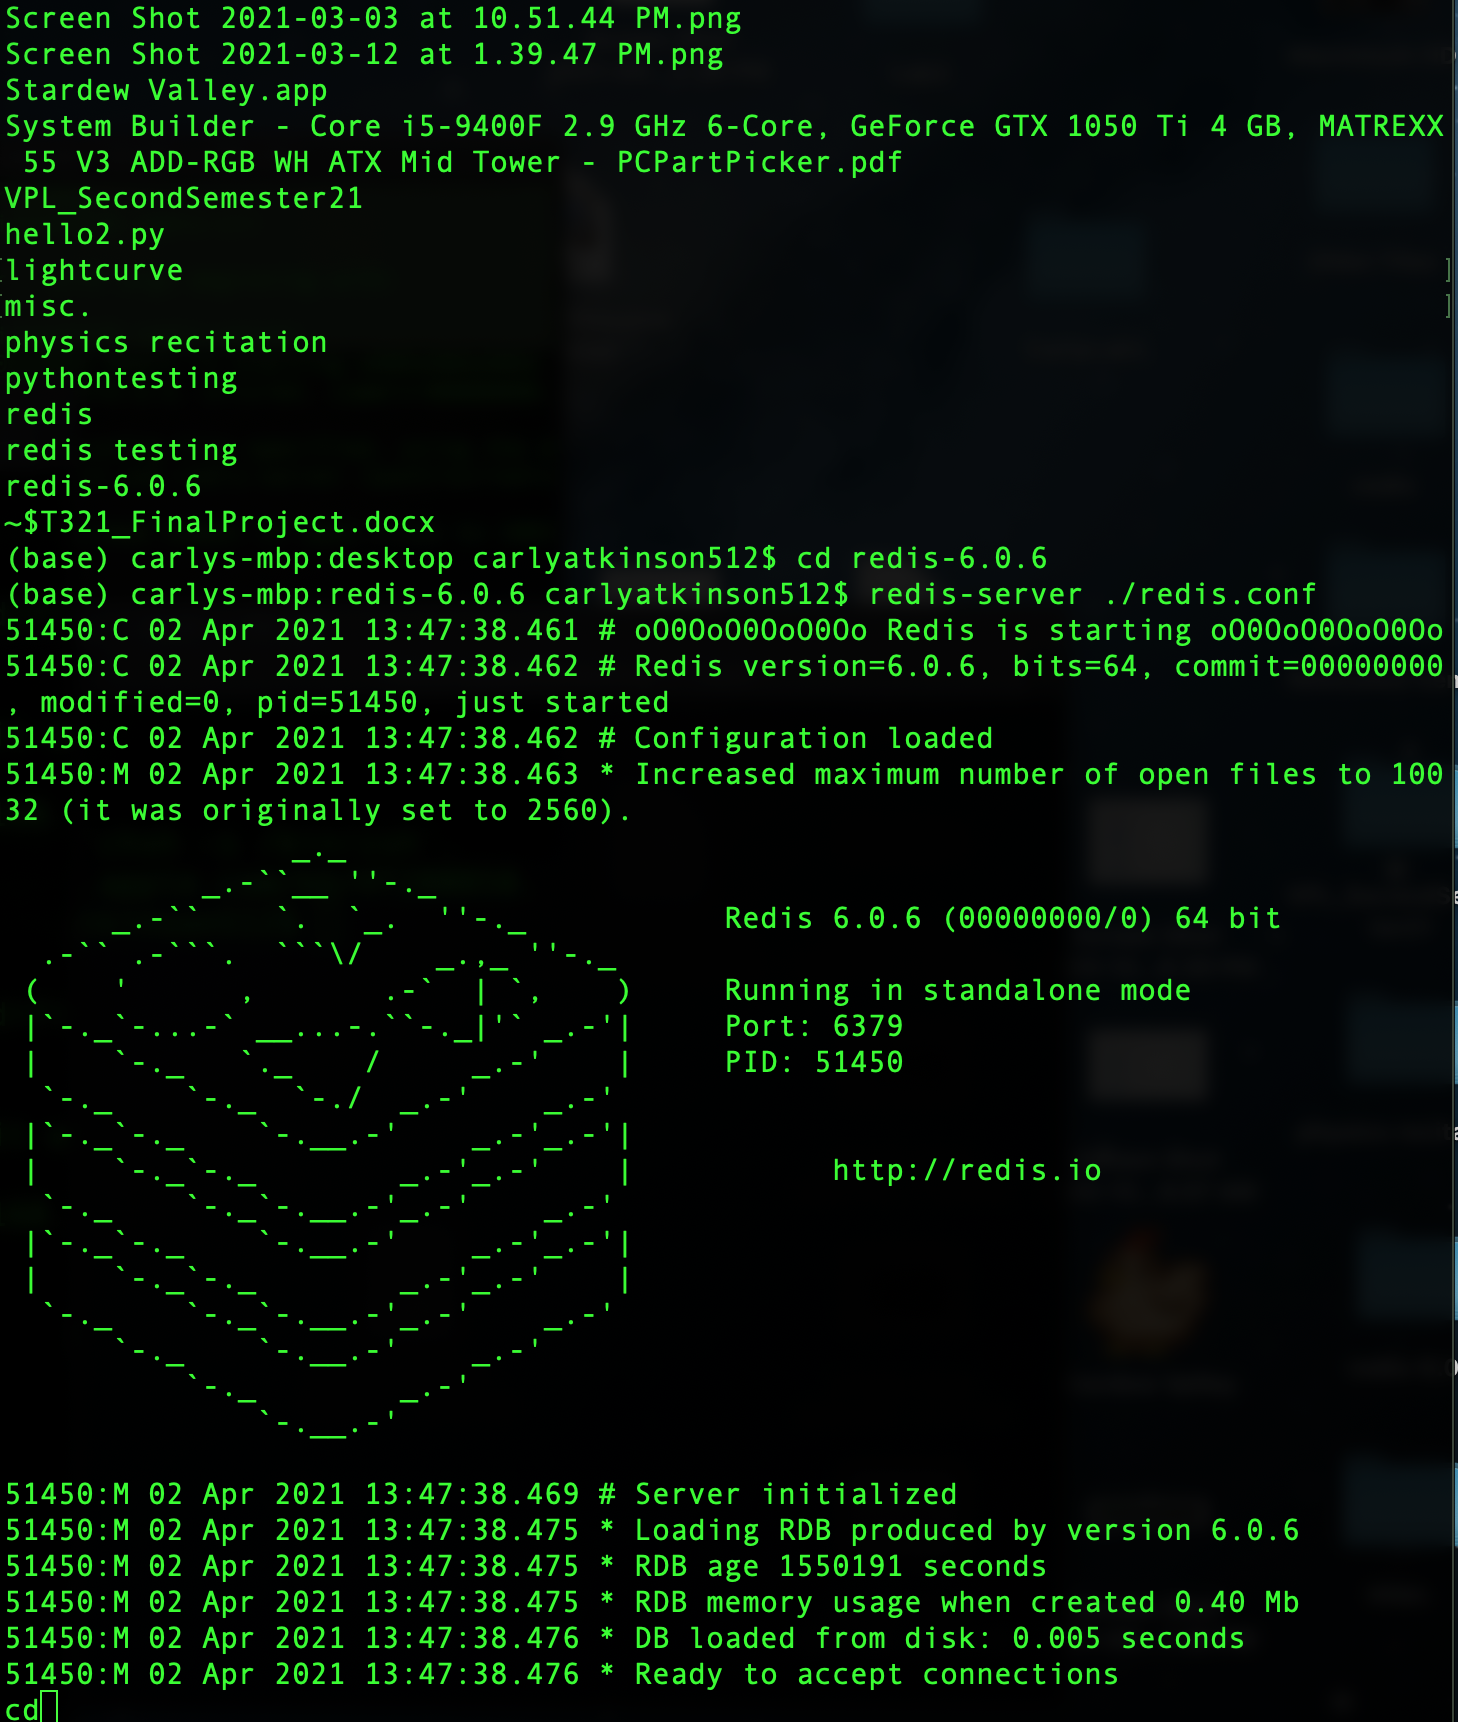 Screen Shot 2021-03-03 at 10.51.44 PM.png
Screen Shot 2021-03-12 at 1.39.47 PM.png
Stardew Valley.app
System Builder - Core i5-9400F 2.9 GHz 6-Core, GeForce GTX 1050 Ti 4 GB, MATREXX
 55 V3 ADD-RGB WH ATX Mid Tower - PCPartPicker.pdf
VPL_SecondSemester21
hello2.py
[lightcurve ]
[misc. ]
physics recitation
pythontesting
redis
redis testing
redis-6.0.6
~$T321_FinalProject.docx
(base) carlys-mbp:desktop carlyatkinson512$ cd redis-6.0.6
(base) carlys-mbp:redis-6.0.6 carlyatkinson512$ redis-server ./redis.conf
51450:C 02 Apr 2021 13:47:38.461 # oO0OoO0OoO0Oo Redis is starting oO0OoO0OoO0Oo
51450:C 02 Apr 2021 13:47:38.462 # Redis version=6.0.6, bits=64, commit=00000000
, modified=0, pid=51450, just started
51450:C 02 Apr 2021 13:47:38.462 # Configuration loaded
51450:M 02 Apr 2021 13:47:38.463 * Increased maximum number of open files to 100
32 (it was originally set to 2560).
Redis 6.0.6 (00000000/0) 64 bit
Running in standalone mode
Port: 6379
PID: 51450
http://redis.io
51450:M 02 Apr 2021 13:47:38.469 # Server initialized
51450:M 02 Apr 2021 13:47:38.475 * Loading RDB produced by version 6.0.6
51450:M 02 Apr 2021 13:47:38.475 * RDB age 1550191 seconds
51450:M 02 Apr 2021 13:47:38.475 * RDB memory usage when created 0.40 Mb
51450:M 02 Apr 2021 13:47:38.476 * DB loaded from disk: 0.005 seconds
51450:M 02 Apr 2021 13:47:38.476 * Ready to accept connections
cd